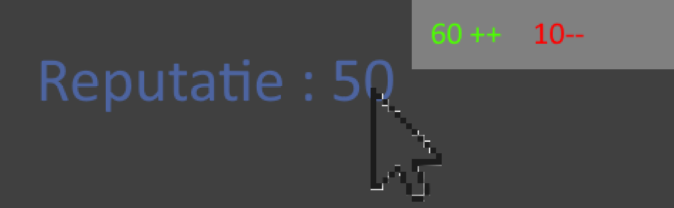 60 ++ 10--
Reputatie : 50